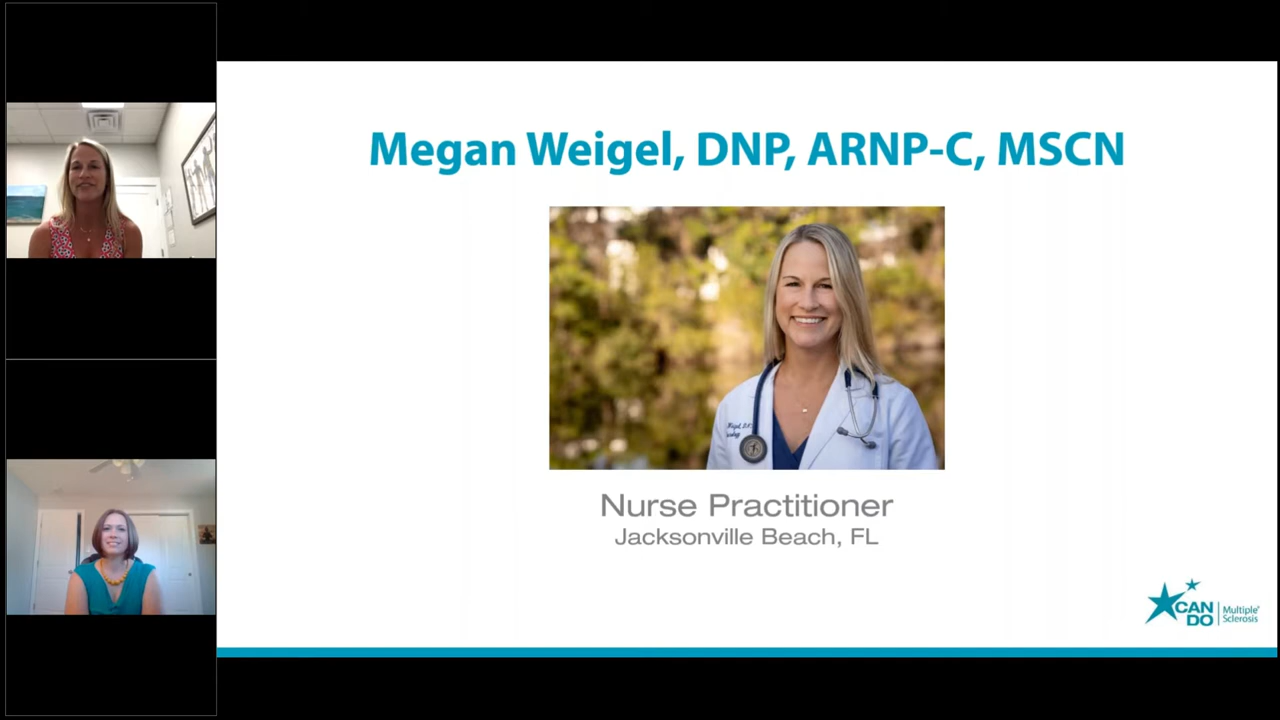 Megan Weigel, DNP, ARNP-C, MSCN
Nurse Practitioner
Jacksonville Beach, FL
CAN
DO
Multiple
Sclerosis